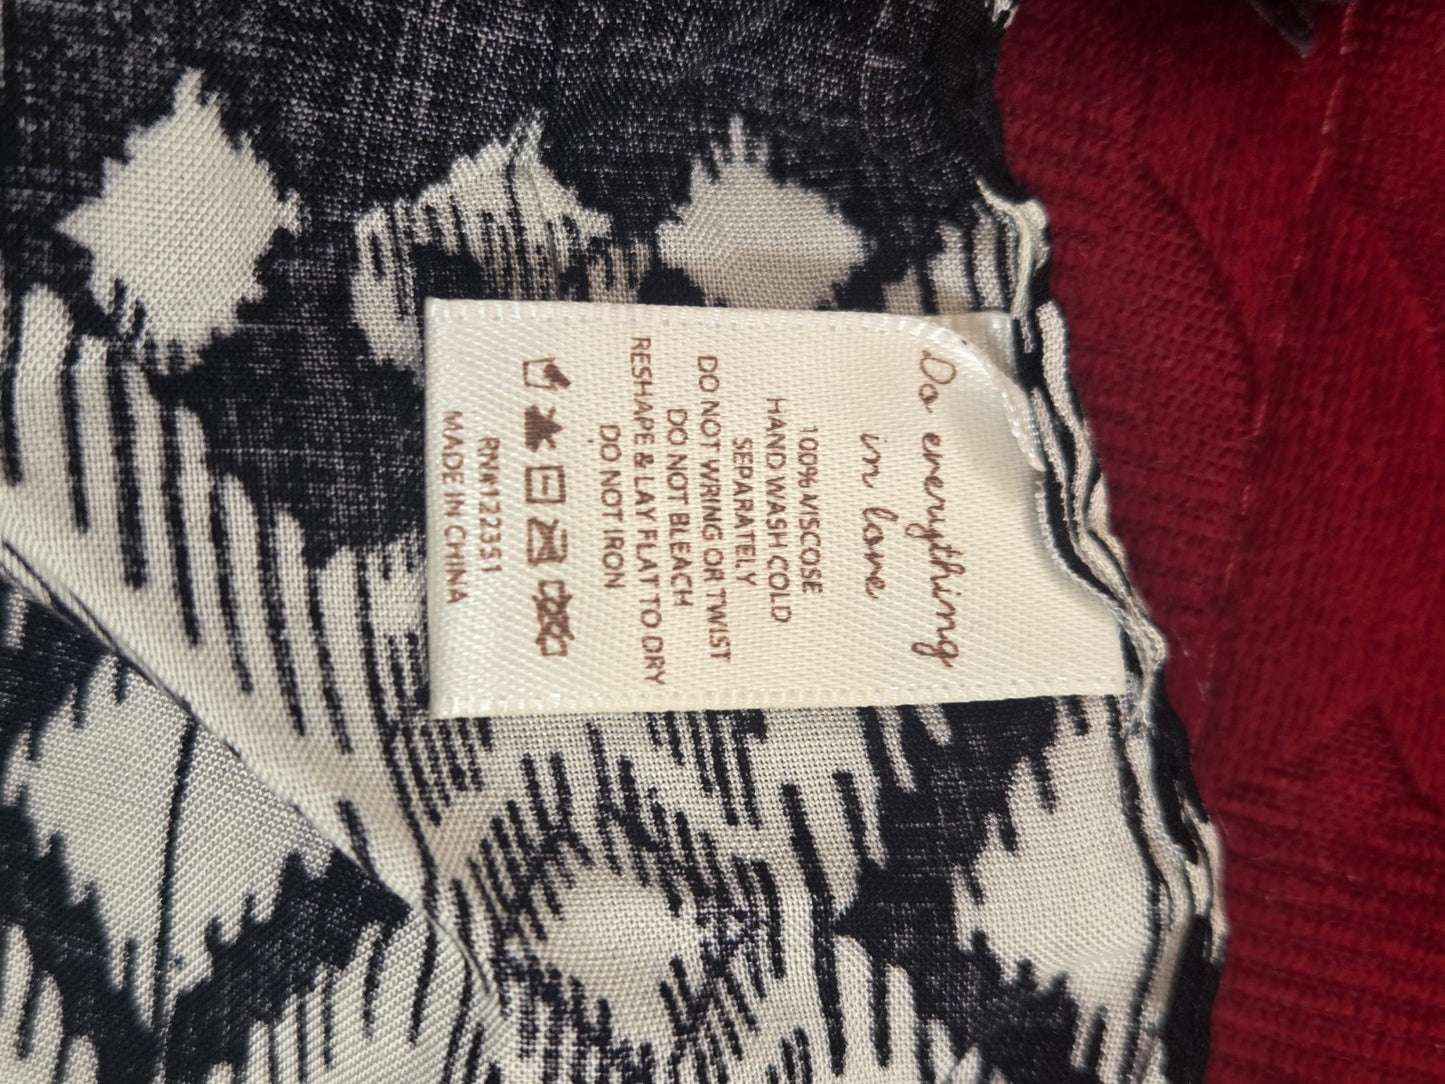 Do everything
in love
100% VISCOSE
HAND WASH COLD
SEPARATELY
DO NOT WRING OR TWIST
DO NOT BLEACH
RESHAPE & LAY FLAT TO DRY
DO NOT IRON
RN#122351
MADE IN CHINA